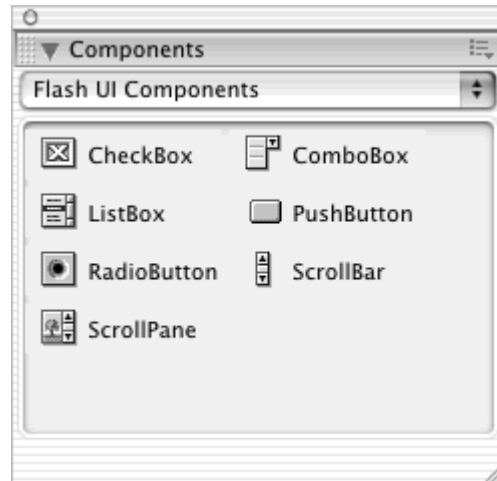 Components
Flash UI Components
CheckBox ComboBox
ListBox PushButton
RadioButton ScrollBar
ScrollPane